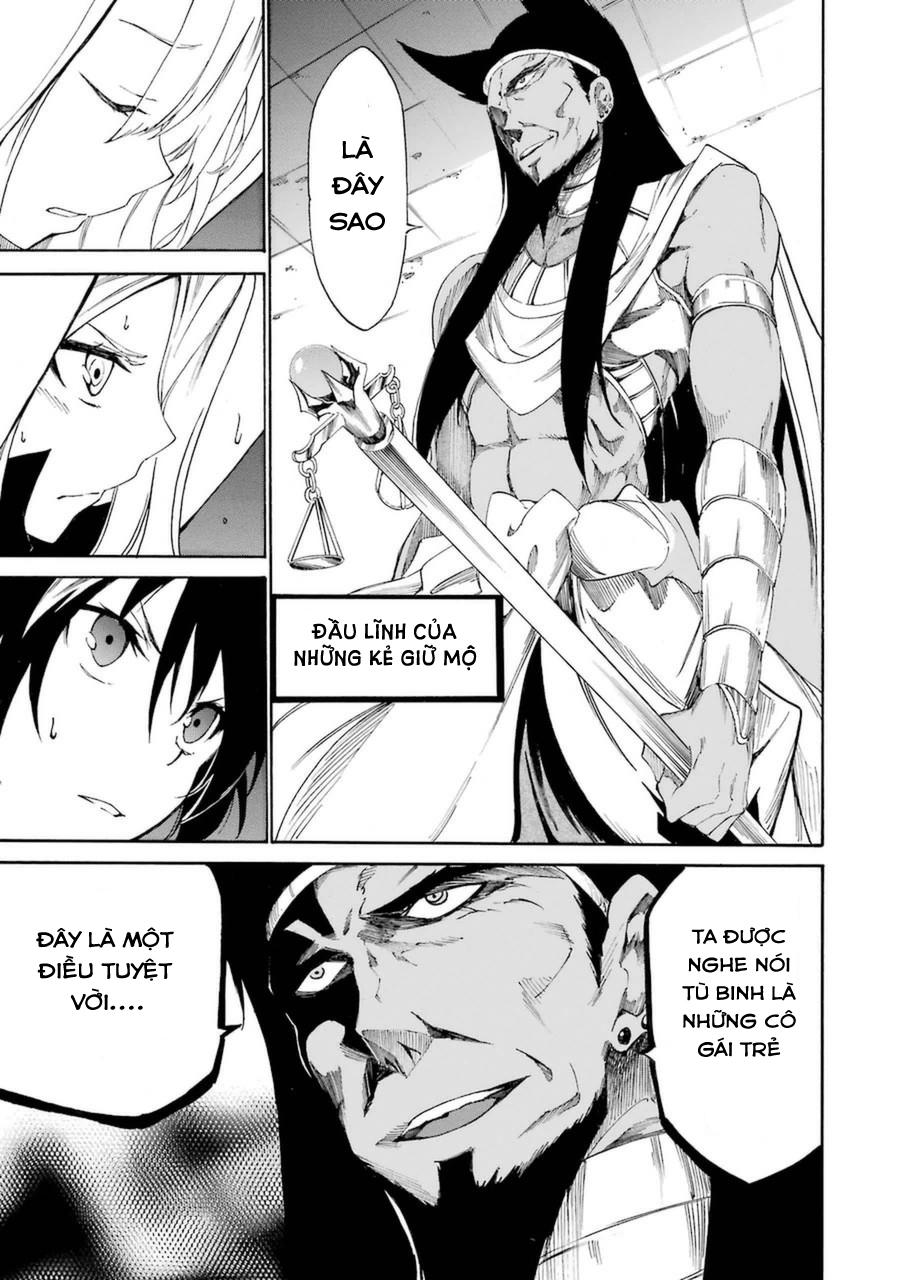 LÀ
ĐÂY
SAO
ĐẦU LĨNH CỦA
NHỮNG KẺ GIỮ MỘ
TA ĐƯỢC
NGHE NÓI
TÙ BINH LÀ
NHỮNG CÔ
GÁI TRẺ
ĐÂY LÀ MỘT
ĐIỀU TUYỆT
VỜI....